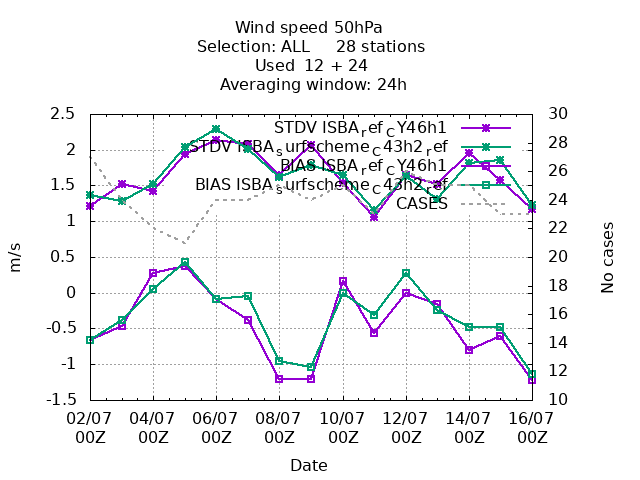 Wind speed 50hPa
Selection: ALL 28 stations
Used 12 + 24
Averaging window: 24h
STDV ISBA_ref_CY46h1
STDV ISBA_surfscheme_C43h2_ref
BIAS ISBA_ref_CY46h1
BIAS ISBA_surfscheme_C43h2_ref
CASES
m/s
2.5
2
1.5
1
0.5
0
-0.5
-1
-1.5
30
28
26
24
22
20
18
16
14
12
10
No cases
02/07 04/07 06/07 08/07 10/07 12/07 14/07 16/07
00Z 00Z 00Z 00Z 00Z 00Z 00Z 00Z
Date